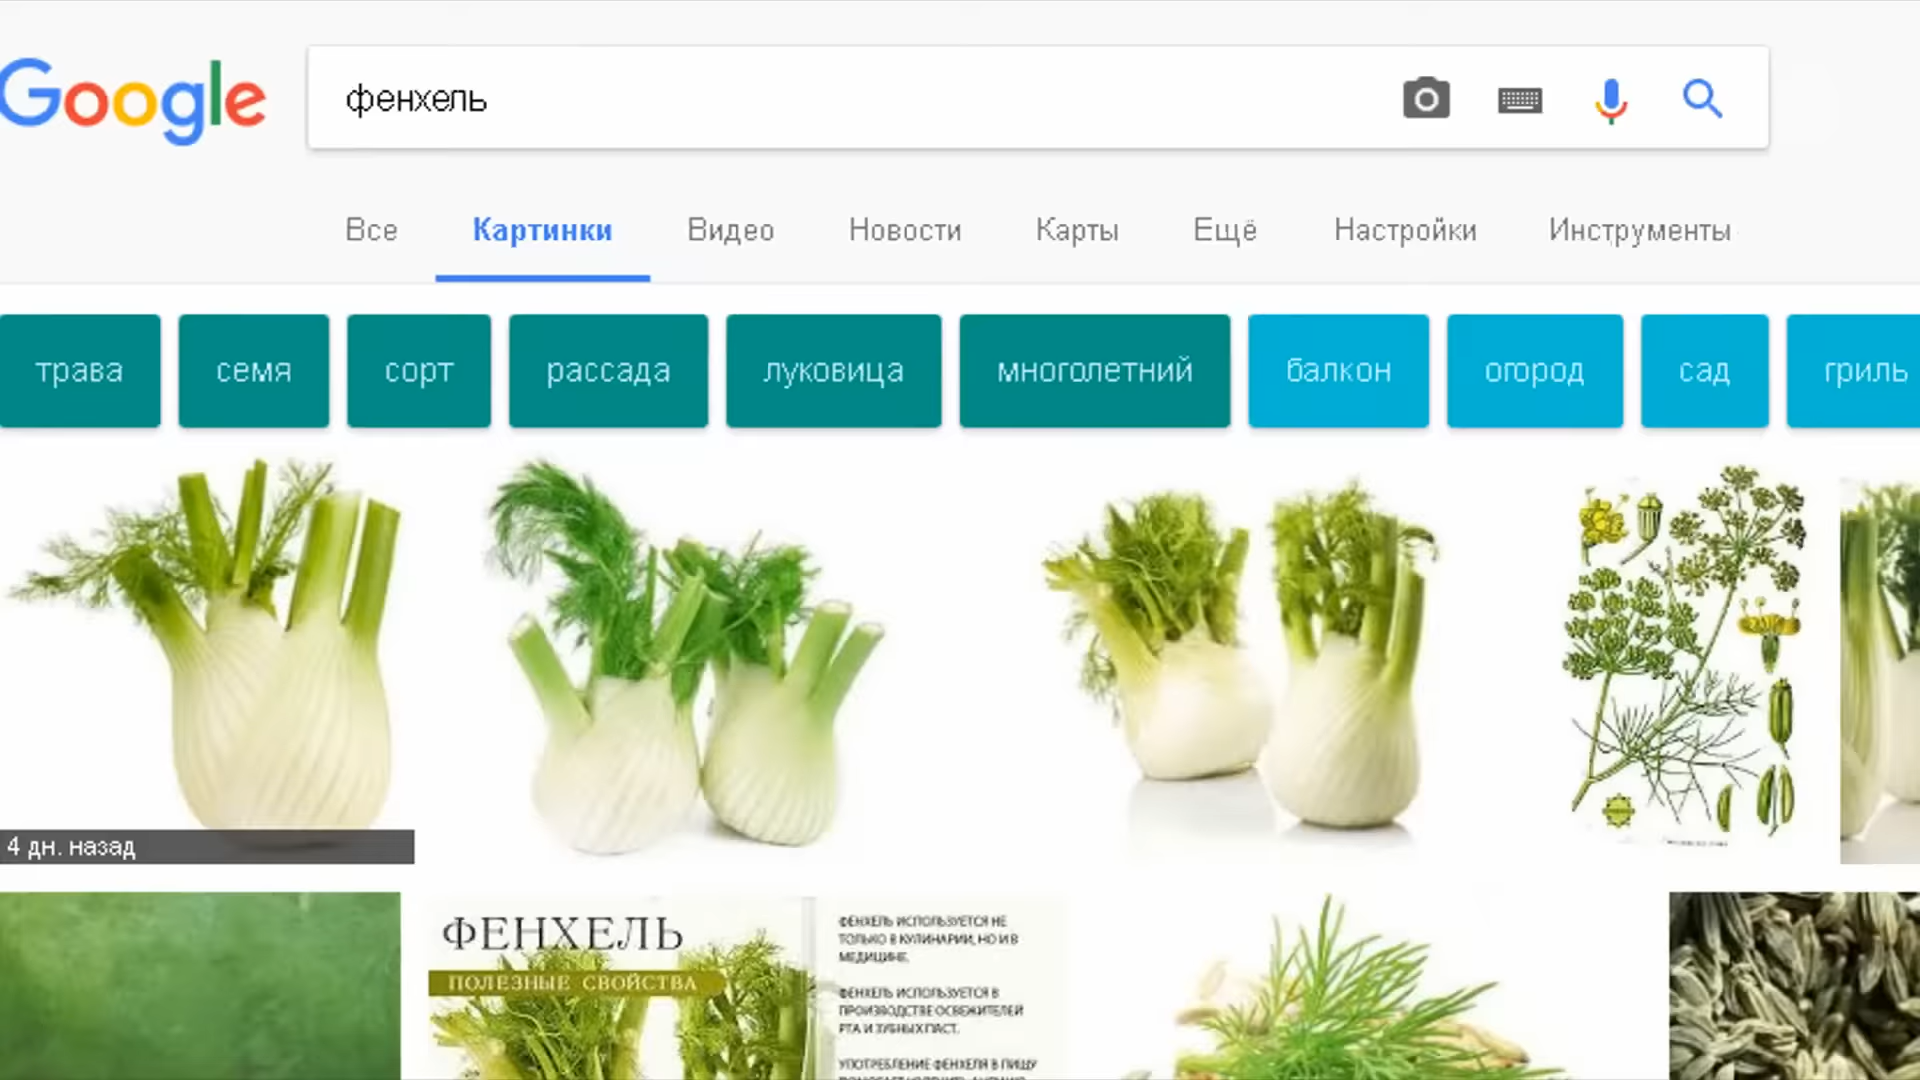 Google
фенхель
Все Картинки Видео Новости Карты Ещё Настройки Инструменты
трава семя сорт рассада луковица многолетний балкон огород сад гриль
4 дн. назад
ФЕНХЕЛЬ
ПОЛЕЗНЫЕ СВОЙСТВА
ФЕНХЕЛЬ ИСПОЛЬЗУЕТСЯ НЕ
ТОЛЬКО В КУЛИНАРИИ, НО И В
МЕДИЦИНЕ.
ФЕНХЕЛЬ ИСПОЛЬЗУЕТСЯ В
ПРОИЗВОДСТВЕ ОСВЕЖИТЕЛЕЙ
РТА И ЗУБНЫХ ПАСТ.
УПОТРЕБЛЕНИЕ ФЕНХЕЛЯ В ПИЩУ